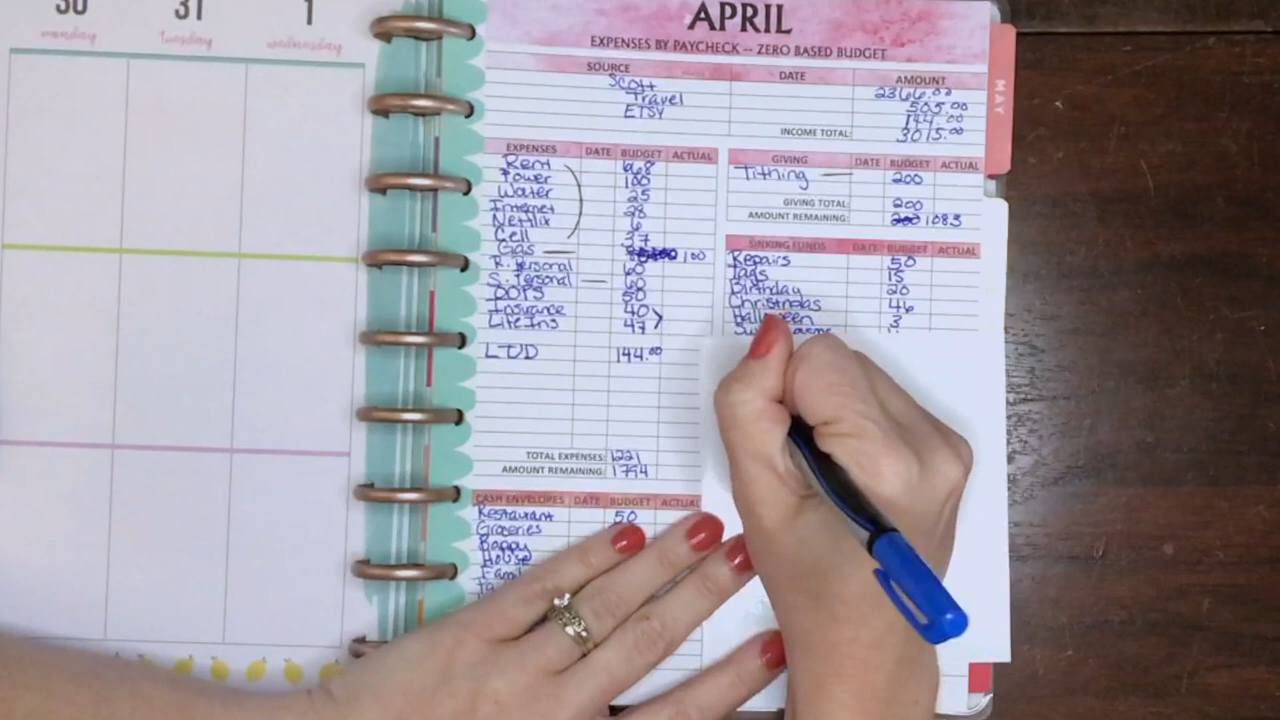 30 31 1
monday tuesday wednesday
APRIL
EXPENSES BY PAYCHECK -- ZERO BASED BUDGET
SOURCE DATE AMOUNT
Scott 2366.00
Travel 505.00
ETSY 144.00
INCOME TOTAL: 3015.00
MAY
EXPENSES DATE BUDGET ACTUAL
Rent 668
Power 100
Water 25
Internet 28
Netflix 6
Cell 37
Gas 100
R. Personal 60
S. Personal 60
OOPS 50
Insurance 40
Life Ins 47
LTD 144.00
TOTAL EXPENSES: 1221
AMOUNT REMAINING: 1794
GIVING DATE BUDGET ACTUAL
Tithing 200
GIVING TOTAL: 200
AMOUNT REMAINING: 200 1083
SINKING FUNDS DATE BUDGET ACTUAL
Repairs 50
Tags 15
Birthday 20
Christmas 46
Halloween 3
CASH ENVELOPES DATE BUDGET ACTUAL
Restaurant 50
Groceries
Bappy
House